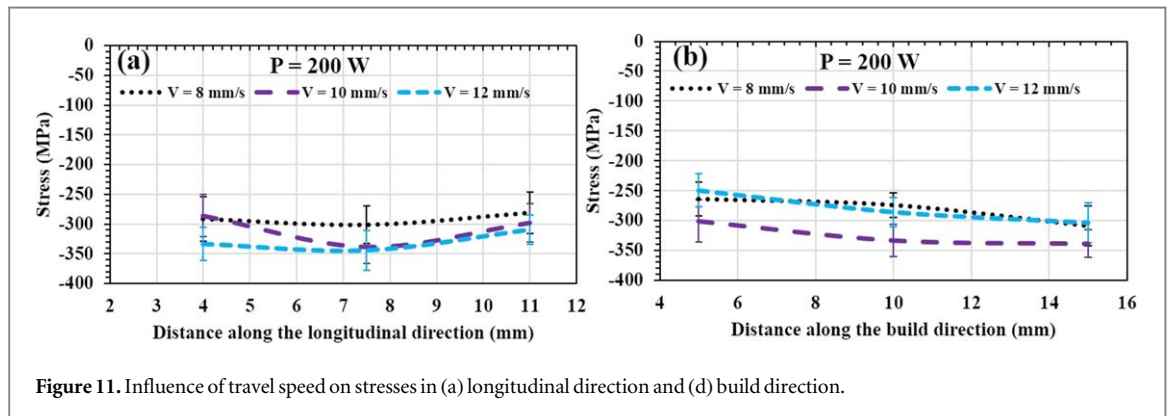 (a)
P = 200 W
V = 8 mm/s V = 10 mm/s V = 12 mm/s
0
-50
-100
-150
-200
-250
-300
-350
-400
Stress (MPa)
2 3 4 5 6 7 8 9 10 11 12
Distance along the longitudinal direction (mm)
(b)
P = 200 W
V = 8 mm/s V = 10 mm/s V = 12 mm/s
0
-50
-100
-150
-200
-250
-300
-350
-400
Stress (MPa)
4 6 8 10 12 14 16
Distance along the build direction (mm)
Figure 11. Influence of travel speed on stresses in (a) longitudinal direction and (d) build direction.